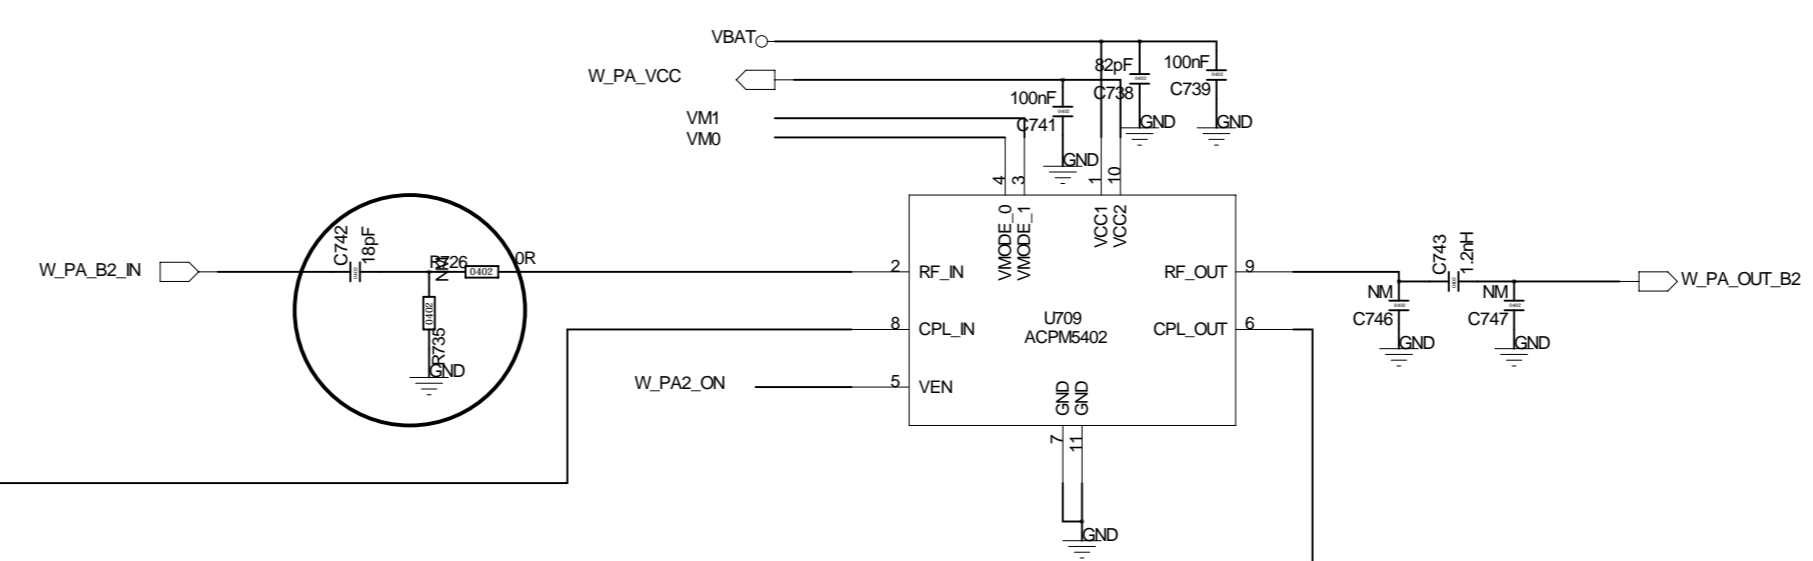 VBAT
W_PA_VCC
82pF
C738
100nF
C739
GND
GND
100nF
C741
GND
VM1
VM0
4
3
1
10
VMODE_0
VMODE_1
VCC1
VCC2
W_PA_B2_IN
C742
18pF
0402
R726
NM
0402
0R
0402
R735
GND
2
RF_IN
8
CPL_IN
W_PA2_ON
5
VEN
U709
ACPM5402
RF_OUT
9
CPL_OUT
6
GND
GND
7
11
GND
C743
1.2nH
NM
C746
GND
NM
C747
GND
W_PA_OUT_B2